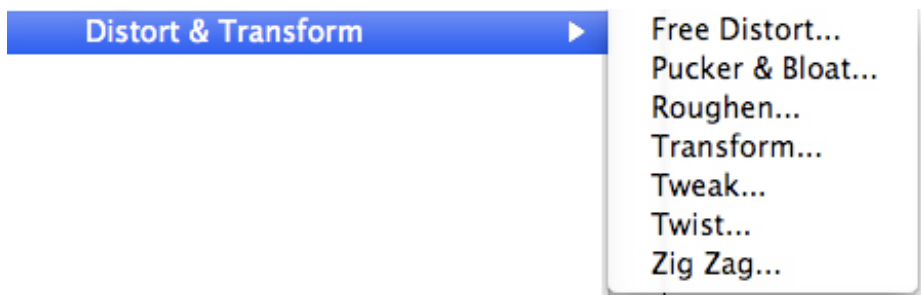 Distort & Transform
Free Distort...
Pucker & Bloat...
Roughen...
Transform...
Tweak...
Twist...
Zig Zag...